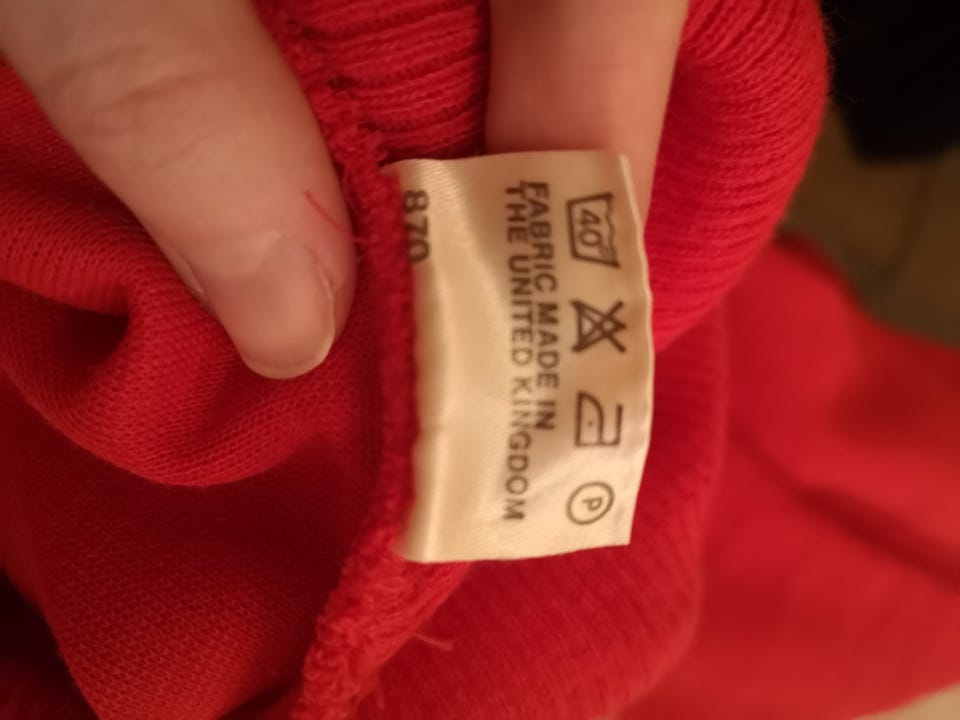 40 P
FABRIC MADE IN
THE UNITED KINGDOM
870